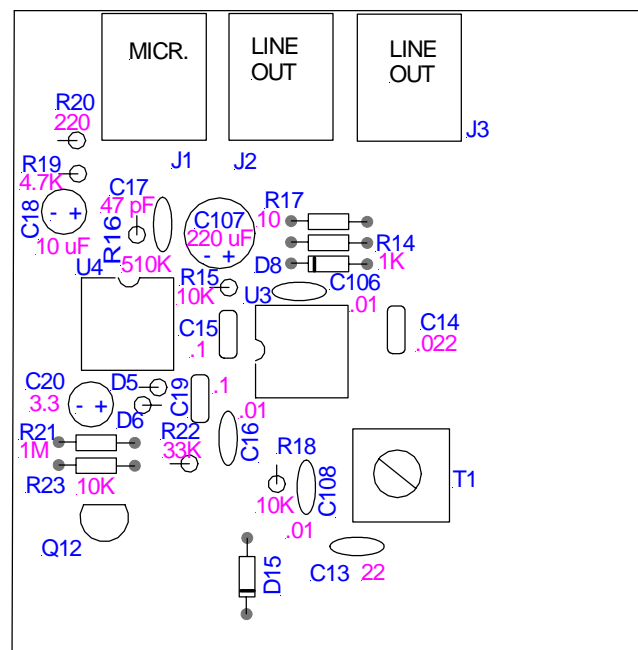 MICR.
LINE
OUT
LINE
OUT
J1
J2
J3
R20
220
R19
4.7K
C18
- +
10 uF
C17
47 pF
R16
510K
C107
220 uF
- +
R17
10
R14
1K
D8
C106
.01
U4
R15
10K
U3
C15
.1
C14
.022
C20
3.3
- +
D5
D6
C19
.1
.01
C16
R21
1M
R22
33K
R23
10K
R18
10K
C108
.01
T1
Q12
D15
C13
22